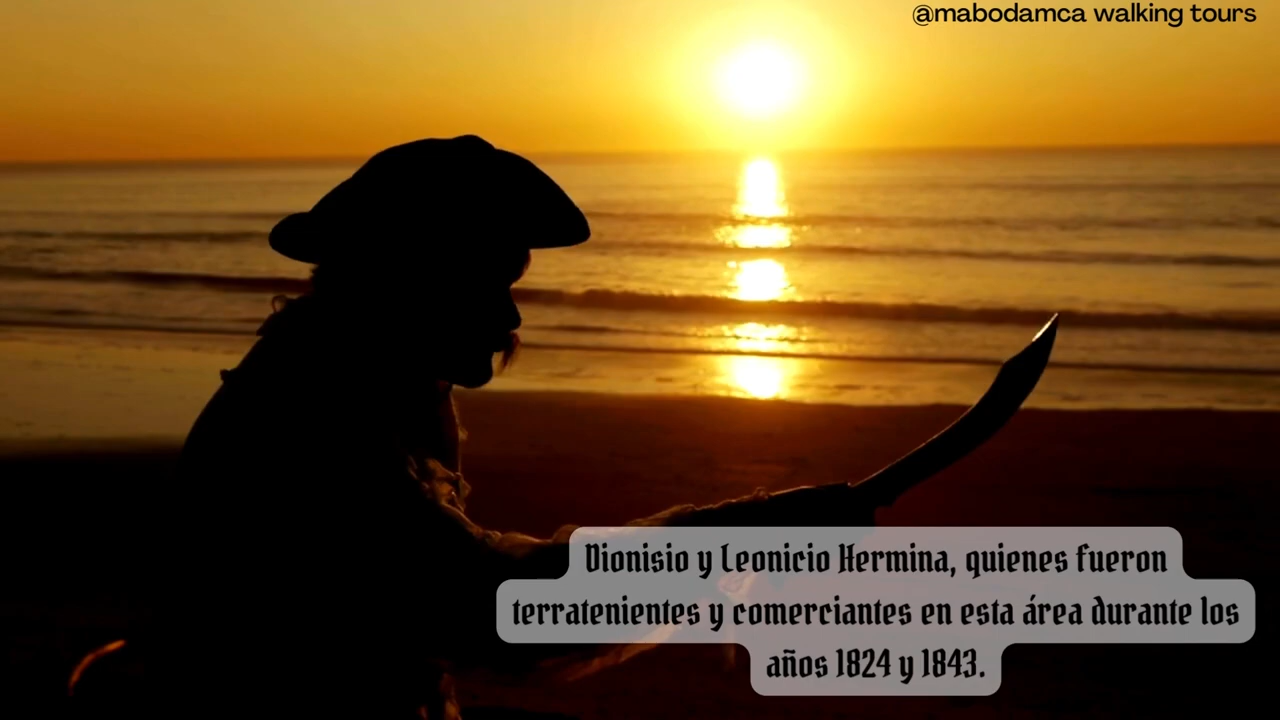 @mabodamca walking tours
Dionisio y Leonicio Hermina, quienes fueron
terratenientes y comerciantes en esta área durante los
años 1824 y 1843.